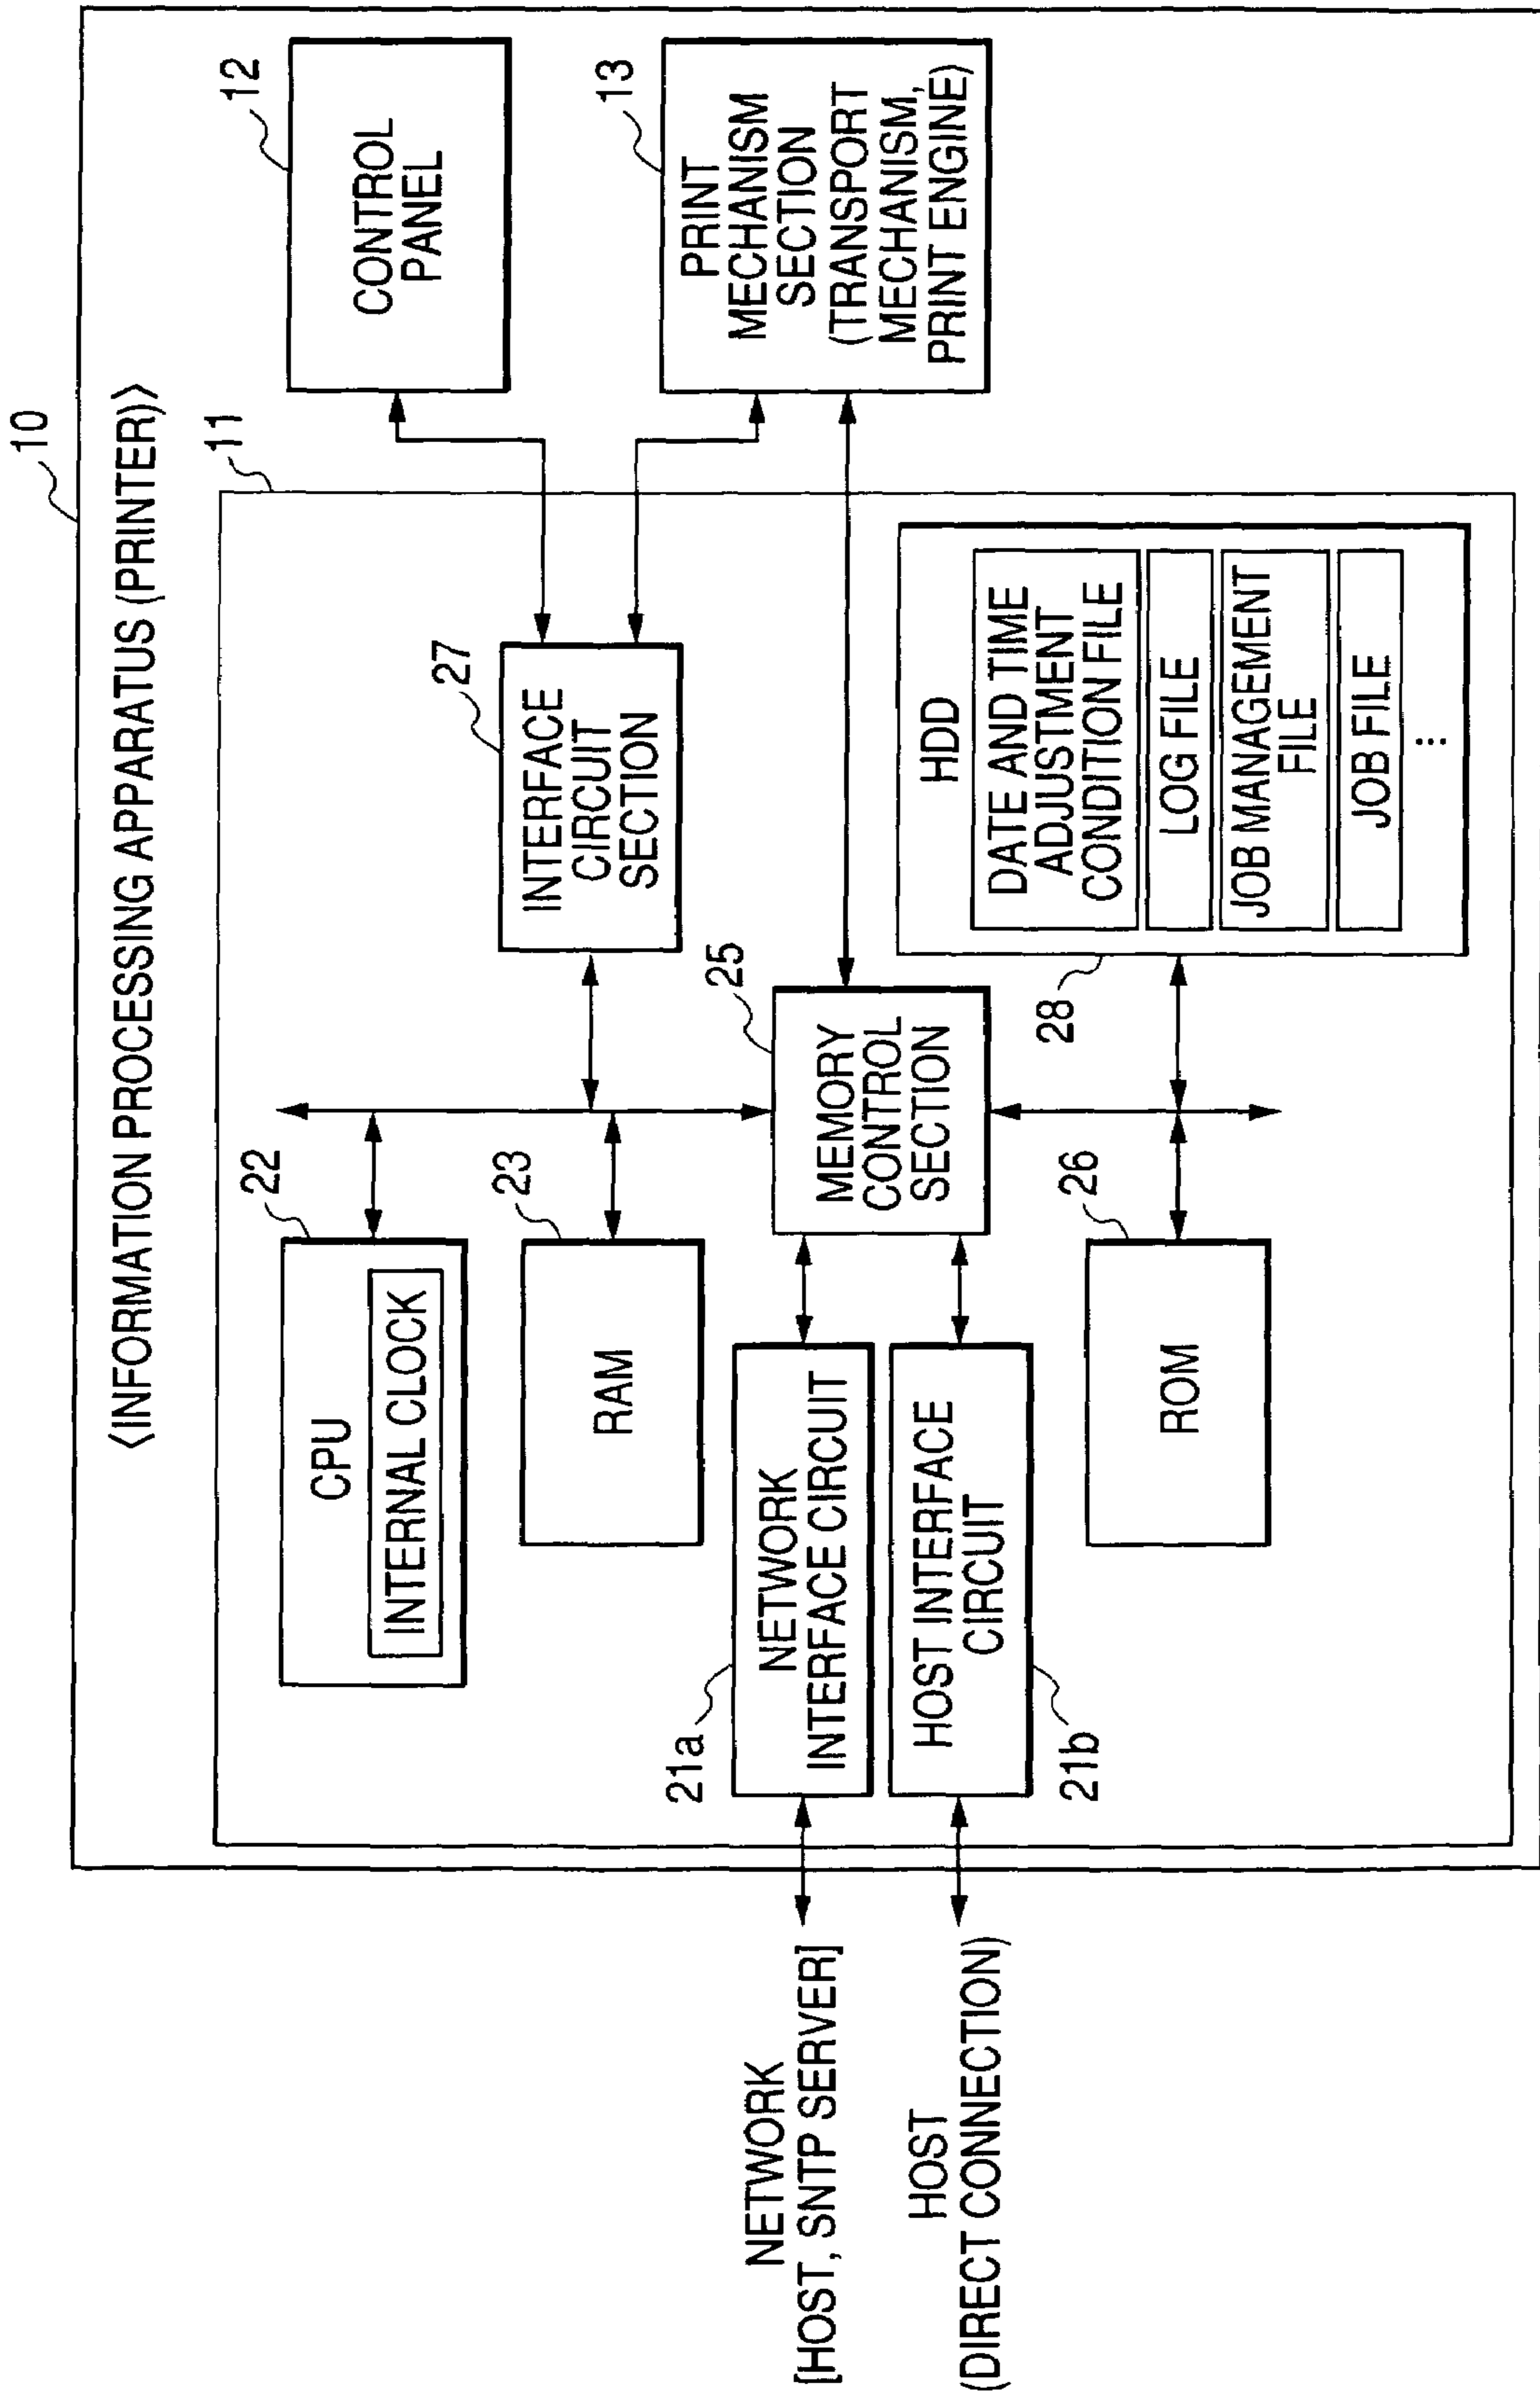 10
〈INFORMATION PROCESSING APPARATUS (PRINTER)〉
11
22
CPU
INTERNAL CLOCK
23
RAM
27
INTERFACE
CIRCUIT
SECTION
12
CONTROL
PANEL
13
PRINT
MECHANISM
SECTION
(TRANSPORT
MECHANISM,
PRINT ENGINE)
NETWORK
[HOST, SNTP SERVER]
21a
NETWORK
INTERFACE CIRCUIT
25
MEMORY
CONTROL
SECTION
HOST
(DIRECT CONNECTION)
HOST INTERFACE
CIRCUIT
21b
26
ROM
28
HDD
DATE AND TIME
ADJUSTMENT
CONDITION FILE
LOG FILE
JOB MANAGEMENT
FILE
JOB FILE
...